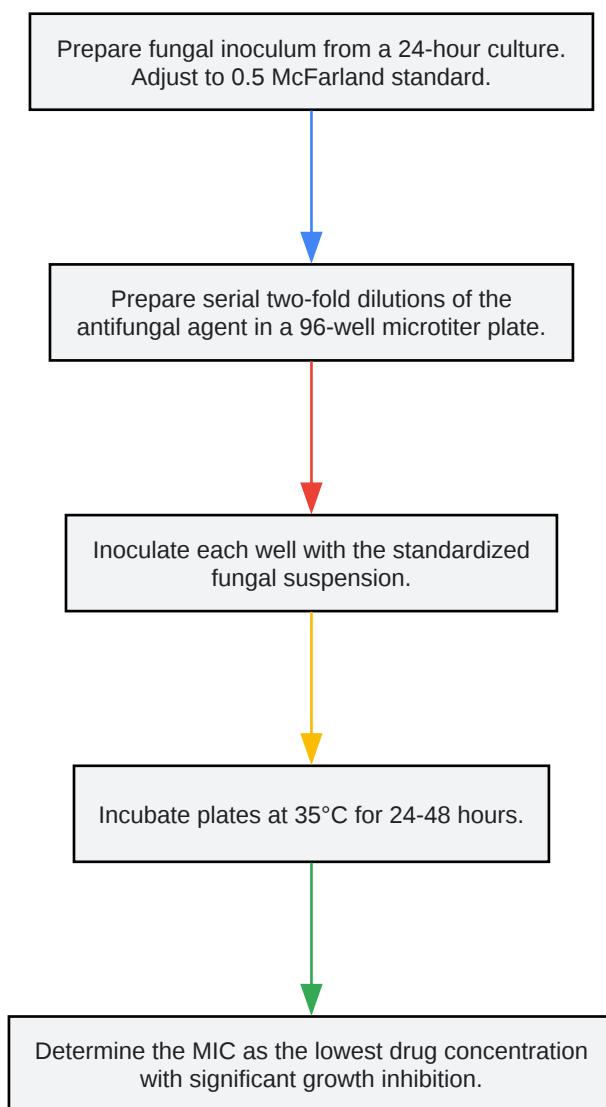 Prepare fungal inoculum from a 24-hour culture.
Adjust to 0.5 McFarland standard.
Prepare serial two-fold dilutions of the
antifungal agent in a 96-well microtiter plate.
Inoculate each well with the standardized
fungal suspension.
Incubate plates at 35°C for 24-48 hours.
Determine the MIC as the lowest drug concentration
with significant growth inhibition.